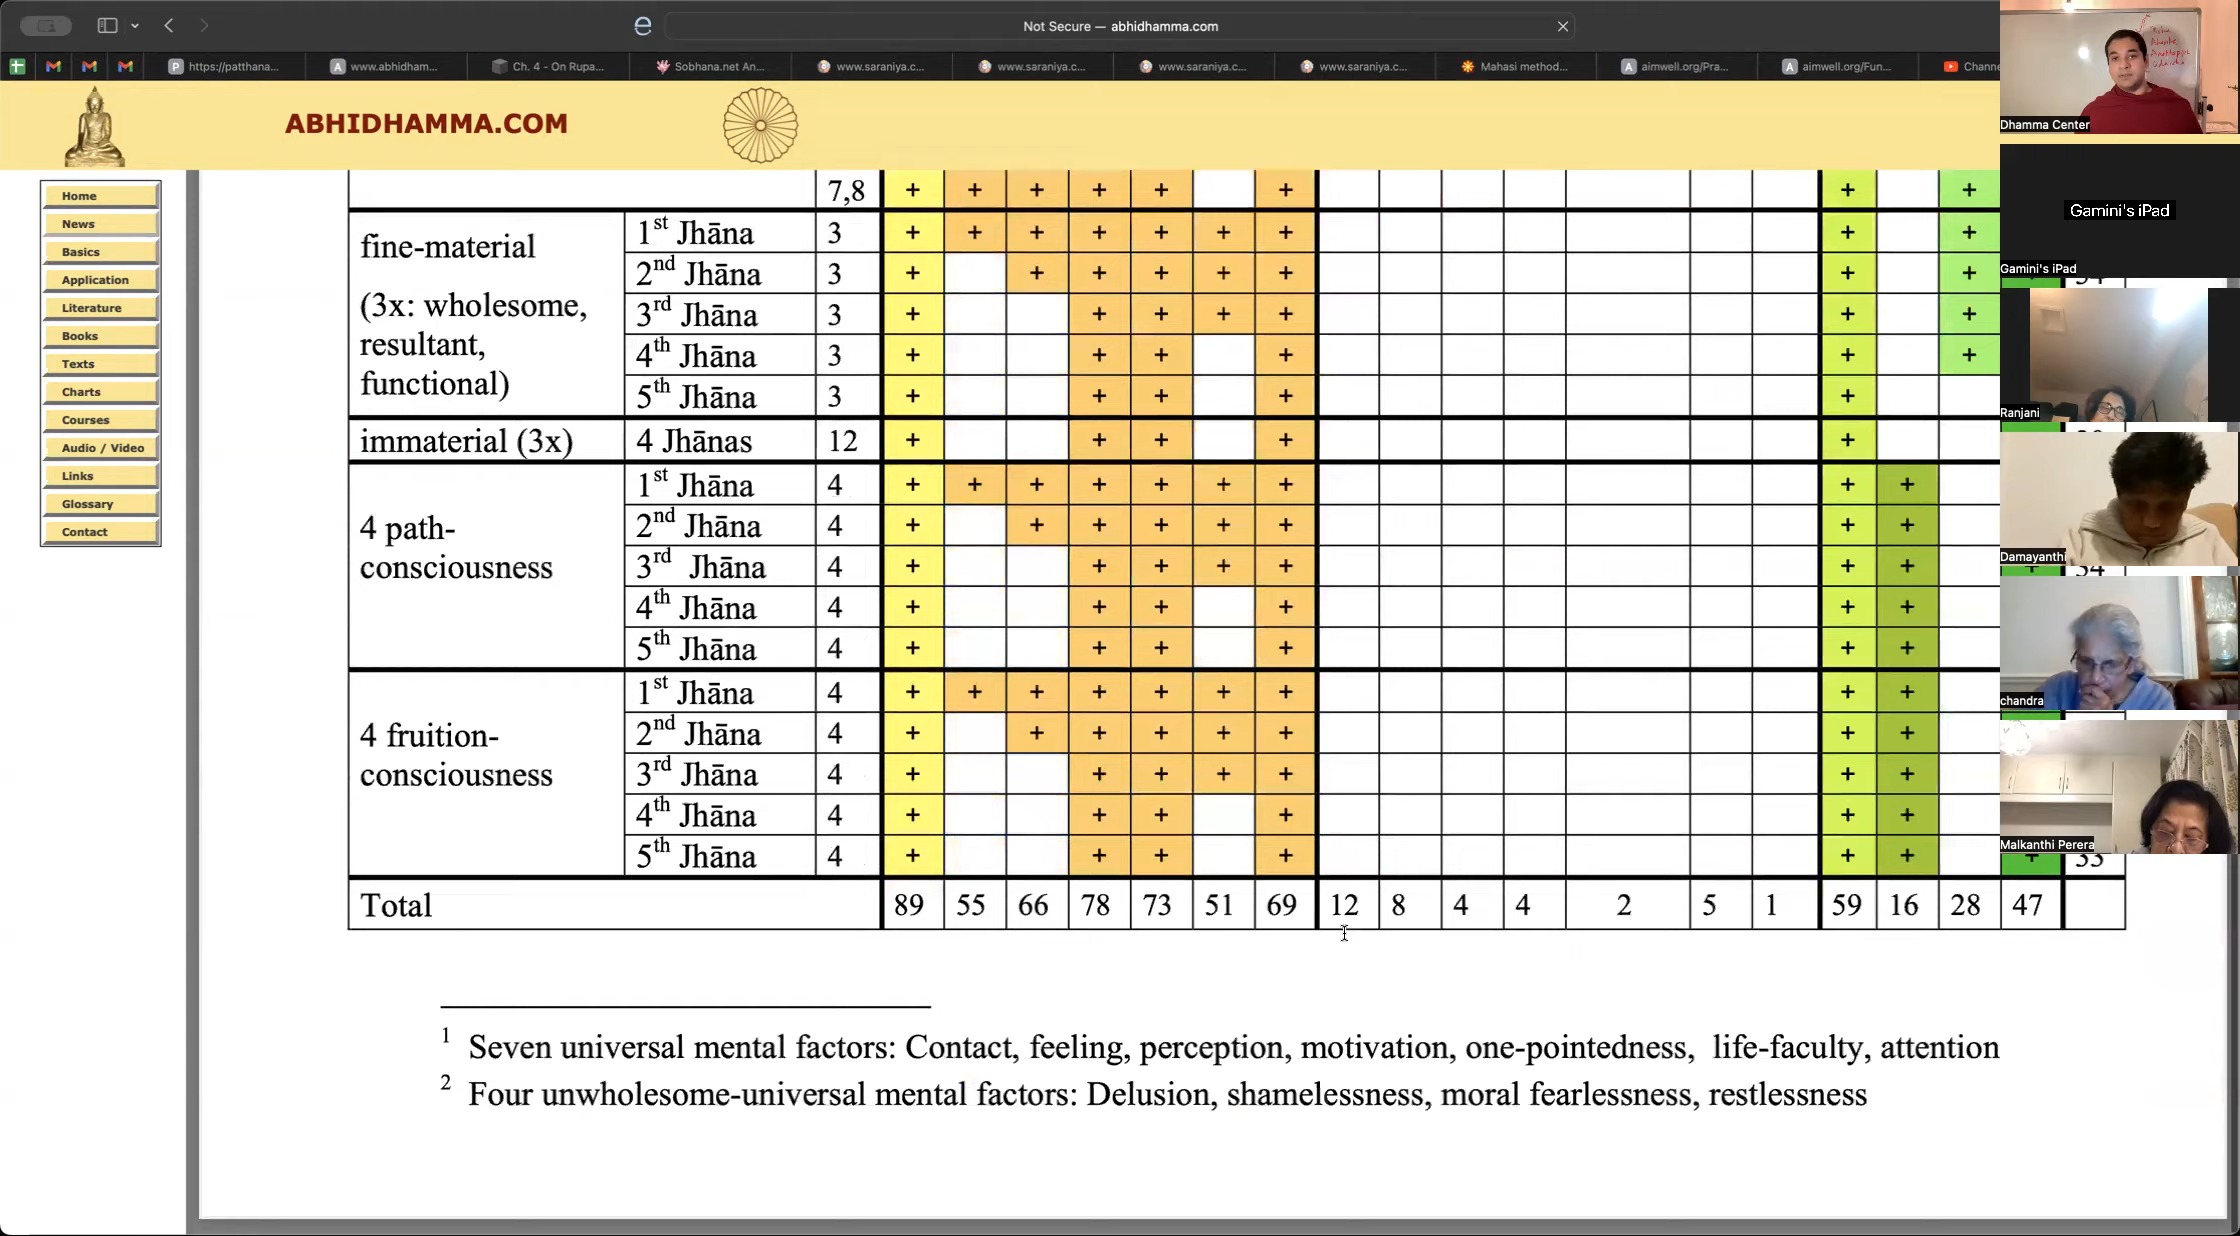 Not Secure — abhidhamma.com
https://patthana...
www.abhidham...
Ch. 4 - On Rupa...
Sobhana.net An...
www.saraniya.c...
www.saraniya.c...
www.saraniya.c...
www.saraniya.c...
Mahasi method...
aimwell.org/Pra...
aimwell.org/Fun...
Channe
ABHIDHAMMA.COM
Home
News
Basics
Application
Literature
Books
Texts
Charts
Courses
Audio / Video
Links
Glossary
Contact
7,8 + + + + + + + +
fine-material
(3x: wholesome,
resultant,
functional)
1st Jhāna 3 + + + + + + + + +
2nd Jhāna 3 + + + + + + + +
3rd Jhāna 3 + + + + + + +
4th Jhāna 3 + + + + + +
5th Jhāna 3 + + + + +
immaterial (3x) 4 Jhānas 12 + + + + +
4 path-
consciousness
1st Jhāna 4 + + + + + + + + +
2nd Jhāna 4 + + + + + + + +
3rd Jhāna 4 + + + + + + +
4th Jhāna 4 + + + + + +
5th Jhāna 4 + + + + + +
4 fruition-
consciousness
1st Jhāna 4 + + + + + + + + +
2nd Jhāna 4 + + + + + + + +
3rd Jhāna 4 + + + + + + +
4th Jhāna 4 + + + + + +
5th Jhāna 4 + + + + + +
Total 89 55 66 78 73 51 69 12 8 4 4 2 5 1 59 16 28 47
1 Seven universal mental factors: Contact, feeling, perception, motivation, one-pointedness, life-faculty, attention
2 Four unwholesome-universal mental factors: Delusion, shamelessness, moral fearlessness, restlessness
Dhamma Center
Gamini's iPad
Gamini's iPad
Ranjani
Damayanthi
chandra
Malkanthi Perera